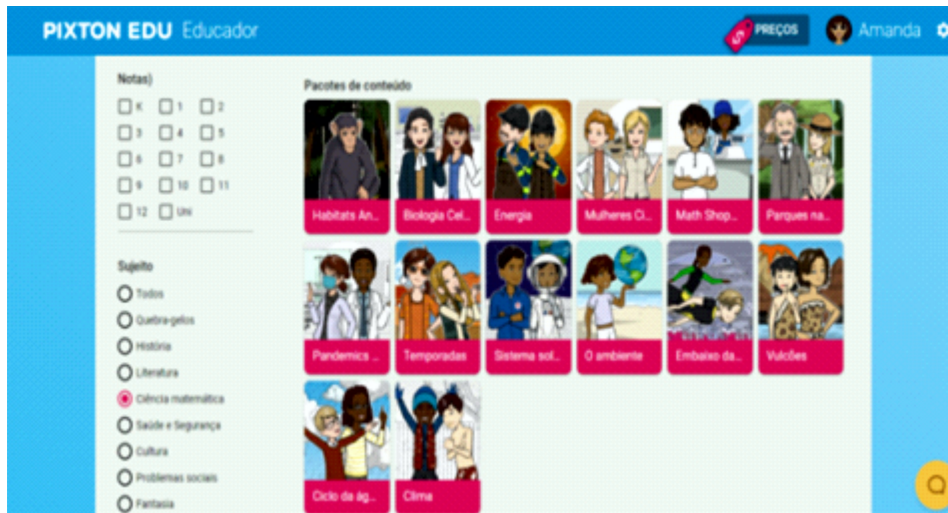 PIXTON EDU Educador
PREÇOS
Amanda
Notas)
K 1 2
3 4 5
6 7 8
9 10 11
12 Uni
Sujeito
Todos
Quebra-gelos
História
Literatura
Ciência matemática
Saúde e Segurança
Cultura
Problemas sociais
Fantasia
Pacotes de conteúdo
Habitats An...
Biologia Cel...
Energia
Mulheres Ci...
Math Shop...
Parques na...
Pandemics ...
Temporadas
Sistema sol...
O ambiente
Embaixo da...
Vulcões
Ciclo da ág...
Clima